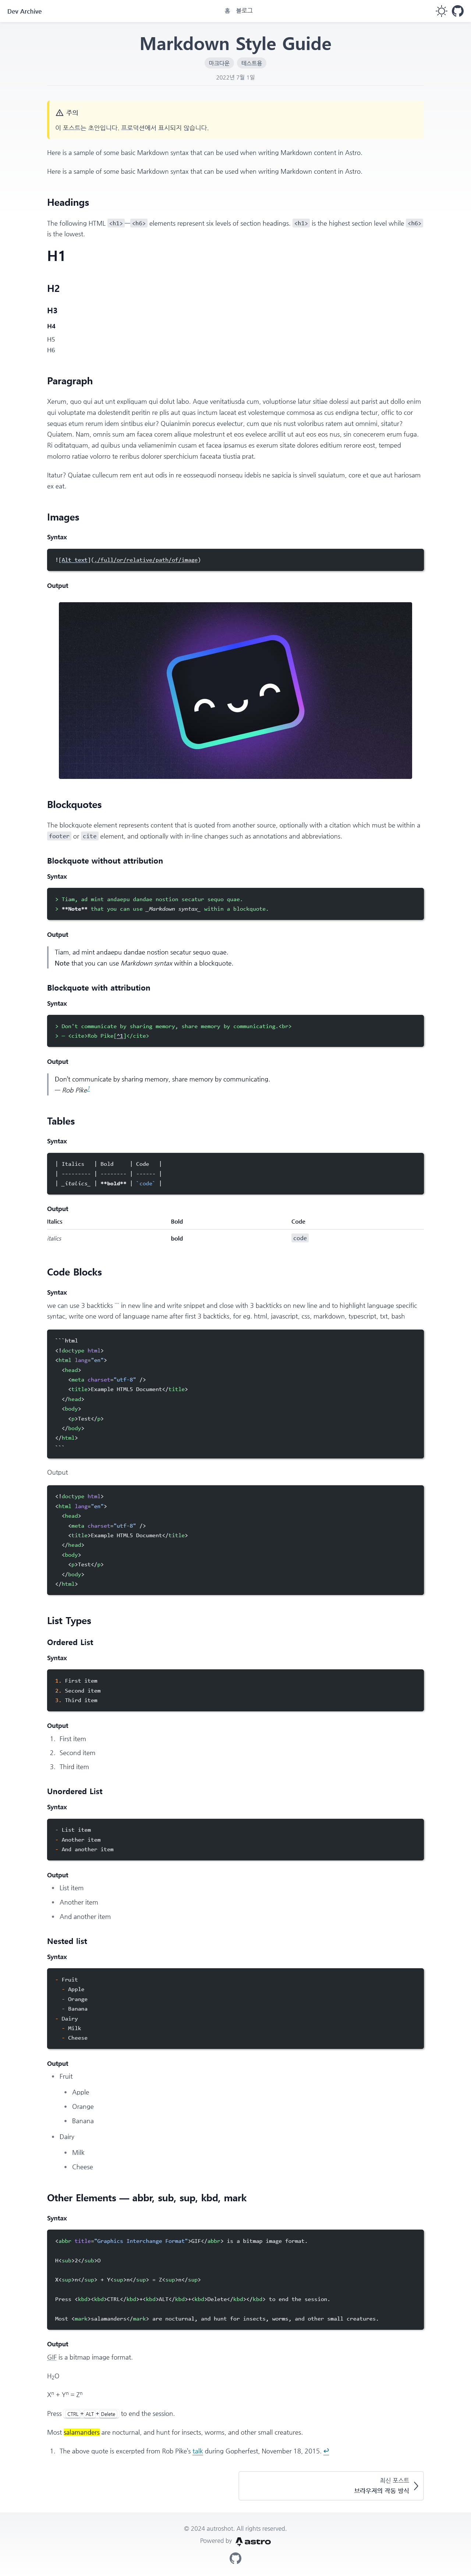 Dev Archive
홈 블로그
Markdown Style Guide
마크다운 테스트용
2022년 7월 1일
주의
이 포스트는 초안입니다. 프로덕션에서 표시되지 않습니다.
Here is a sample of some basic Markdown syntax that can be used when writing Markdown content in Astro.
Here is a sample of some basic Markdown syntax that can be used when writing Markdown content in Astro.
Headings
The following HTML <h1>—<h6> elements represent six levels of section headings. <h1> is the highest section level while <h6>
is the lowest.
H1
H2
H3
H4
H5
H6
Paragraph
Xerum, quo qui aut unt expliquam qui dolut labo. Aque venitatiusda cum, voluptionse latur sitiae dolessi aut parist aut dollo enim
qui voluptate ma dolestendit peritin re plis aut quas inctum laceat est volestemque commosa as cus endigna tectur, offic to cor
sequas etum rerum idem sintibus eiur? Quianimin porecus evelectur, cum que nis nust voloribus ratem aut omnimi, sitatur?
Quiatem. Nam, omnis sum am facea corem alique molestrunt et eos evelece arcillit ut aut eos eos nus, sin conecerem erum fuga.
Ri oditatquam, ad quibus unda veliamenimin cusam et facea ipsamus es exerum sitate dolores editium rerore eost, temped
molorro ratiae volorro te reribus dolorer sperchicium faceata tiustia prat.
Itatur? Quiatae cullecum rem ent aut odis in re eossequodi nonsequ idebis ne sapicia is sinveli squiatum, core et que aut hariosam
ex eat.
Images
Syntax
![Alt text](./full/or/relative/path/of/image)
Output
Blockquotes
The blockquote element represents content that is quoted from another source, optionally with a citation which must be within a
footer or cite element, and optionally with in-line changes such as annotations and abbreviations.
Blockquote without attribution
Syntax
> Tiam, ad mint andaepu dandae nostion secatur sequo quae.
> **Note** that you can use _Markdown syntax_ within a blockquote.
Output
Tiam, ad mint andaepu dandae nostion secatur sequo quae.
Note that you can use Markdown syntax within a blockquote.
Blockquote with attribution
Syntax
> Don't communicate by sharing memory, share memory by communicating.<br>
> — <cite>Rob Pike[^1]</cite>
Output
Don't communicate by sharing memory, share memory by communicating.
— Rob Pike1
Tables
Syntax
| Italics   | Bold     | Code   |
| --------- | -------- | ------ |
| _italics_ | **bold** | `code` |
Output
Italics Bold Code
italics bold code
Code Blocks
Syntax
we can use 3 backticks ``` in new line and write snippet and close with 3 backticks on new line and to highlight language specific
syntac, write one word of language name after first 3 backticks, for eg. html, javascript, css, markdown, typescript, txt, bash
```html
<!doctype html>
<html lang="en">
  <head>
    <meta charset="utf-8" />
    <title>Example HTML5 Document</title>
  </head>
  <body>
    <p>Test</p>
  </body>
</html>
```
Output
<!doctype html>
<html lang="en">
  <head>
    <meta charset="utf-8" />
    <title>Example HTML5 Document</title>
  </head>
  <body>
    <p>Test</p>
  </body>
</html>
List Types
Ordered List
Syntax
1. First item
2. Second item
3. Third item
Output
1. First item
2. Second item
3. Third item
Unordered List
Syntax
- List item
- Another item
- And another item
Output
• List item
• Another item
• And another item
Nested list
Syntax
- Fruit
  - Apple
  - Orange
  - Banana
- Dairy
  - Milk
  - Cheese
Output
• Fruit
• Apple
• Orange
• Banana
• Dairy
• Milk
• Cheese
Other Elements — abbr, sub, sup, kbd, mark
Syntax
<abbr title="Graphics Interchange Format">GIF</abbr> is a bitmap image format.
H<sub>2</sub>O
X<sup>n</sup> + Y<sup>n</sup> = Z<sup>n</sup>
Press <kbd><kbd>CTRL</kbd>+<kbd>ALT</kbd>+<kbd>Delete</kbd></kbd> to end the session.
Most <mark>salamanders</mark> are nocturnal, and hunt for insects, worms, and other small creatures.
Output
GIF is a bitmap image format.
H2O
Xn + Yn = Zn
Press CTRL + ALT + Delete to end the session.
Most salamanders are nocturnal, and hunt for insects, worms, and other small creatures.
1. The above quote is excerpted from Rob Pike's talk during Gopherfest, November 18, 2015. ↩
최신 포스트
브라우저의 작동 방식
© 2024 autroshot. All rights reserved.
Powered by astro